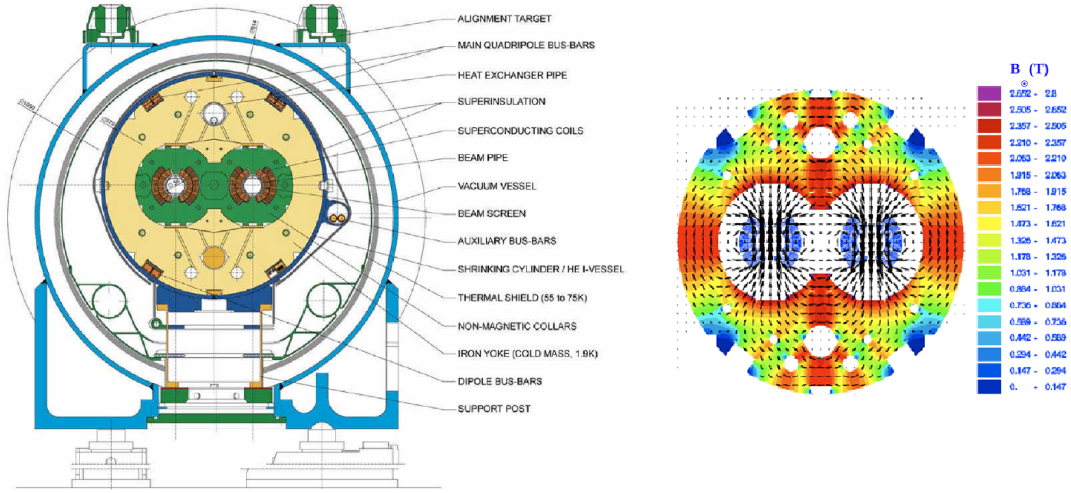 ALIGNMENT TARGET
MAIN QUADRIPOLE BUS-BARS
HEAT EXCHANGER PIPE
SUPERINSULATION
SUPERCONDUCTING COILS
BEAM PIPE
VACUUM VESSEL
BEAM SCREEN
AUXILIARY BUS-BARS
SHRINKING CYLINDER / HE I-VESSEL
THERMAL SHIELD (55 to 75K)
NON-MAGNETIC COLLARS
IRON YOKE (COLD MASS, 1.9K)
DIPOLE BUS-BARS
SUPPORT POST
B (T)
2.652 - 2.8
2.505 - 2.652
2.357 - 2.505
2.210 - 2.357
2.063 - 2.210
1.915 - 2.063
1.768 - 1.915
1.621 - 1.768
1.473 - 1.621
1.326 - 1.473
1.178 - 1.326
1.031 - 1.178
0.884 - 1.031
0.736 - 0.884
0.589 - 0.736
0.442 - 0.589
0.294 - 0.442
0.147 - 0.294
0. - 0.147